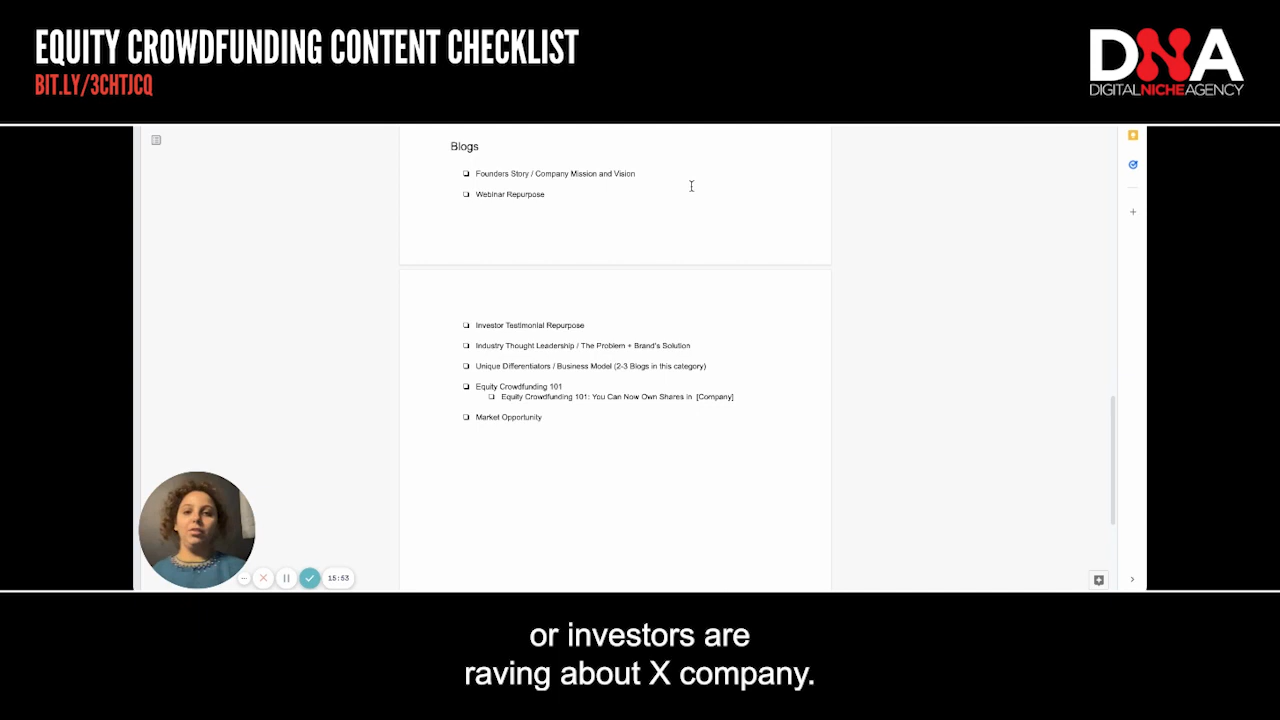 EQUITY CROWDFUNDING CONTENT CHECKLIST
BIT.LY/3CHTJCQ
DNA
DIGITALNICHEAGENCY
Blogs
Founders Story / Company Mission and Vision
Webinar Repurpose
Investor Teatimonial Repurpose
Industry Thought Leadership / The Problem + Brand's Solution
Unique Differentiators / Business Model (2-3 Blogs in this category)
Equity Crowdfunding 101
Equity Crowdfunding 101: You Can Now Own Shares In [Company]
Market Opportunity
15:53
or investors are
raving about X company.